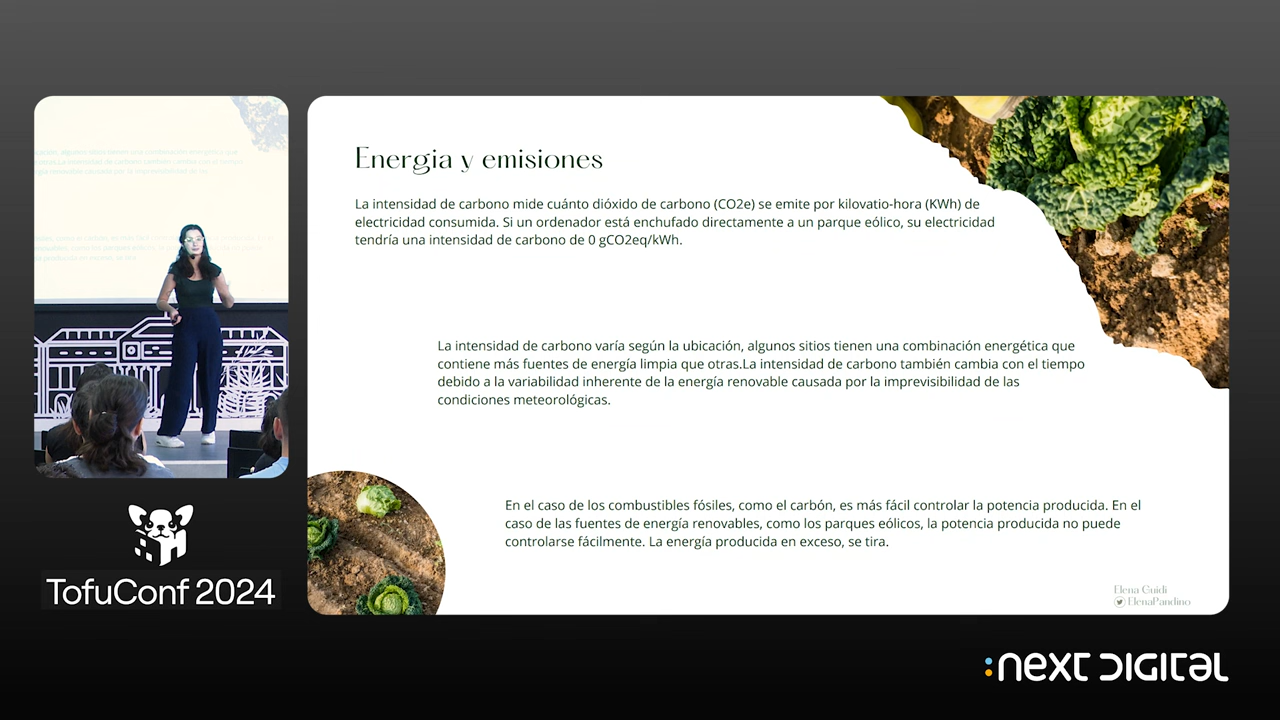 Energia y emisiones
La intensidad de carbono mide cuánto dióxido de carbono (CO2e) se emite por kilovatio-hora (KWh) de
electricidad consumida. Si un ordenador está enchufado directamente a un parque eólico, su electricidad
tendría una intensidad de carbono de 0 gCO2eq/kWh.
La intensidad de carbono varía según la ubicación, algunos sitios tienen una combinación energética que
contiene más fuentes de energía limpia que otras.La intensidad de carbono también cambia con el tiempo
debido a la variabilidad inherente de la energía renovable causada por la imprevisibilidad de las
condiciones meteorológicas.
En el caso de los combustibles fósiles, como el carbón, es más fácil controlar la potencia producida. En el
caso de las fuentes de energía renovables, como los parques eólicos, la potencia producida no puede
controlarse fácilmente. La energía producida en exceso, se tira.
Elena Guidi
ElenaPandino
TofuConf 2024
:next digital